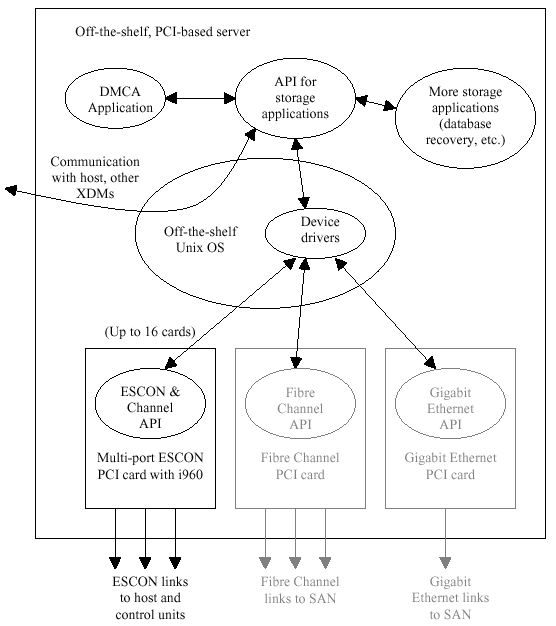 Off-the-shelf, PCI-based server
DMCA
Application
API for
storage
applications
More storage
applications
(database
recovery, etc.)
Communication
with host, other
XDMs
Off-the-shelf
Unix OS
Device
drivers
(Up to 16 cards)
ESCON &
Channel
API
Multi-port ESCON
PCI card with i960
Fibre
Channel
API
Fibre Channel
PCI card
Gigabit
Ethernet
API
Gigabit Ethernet
PCI card
ESCON links
to host and
control units
Fibre Channel
links to SAN
Gigabit
Ethernet links
to SAN